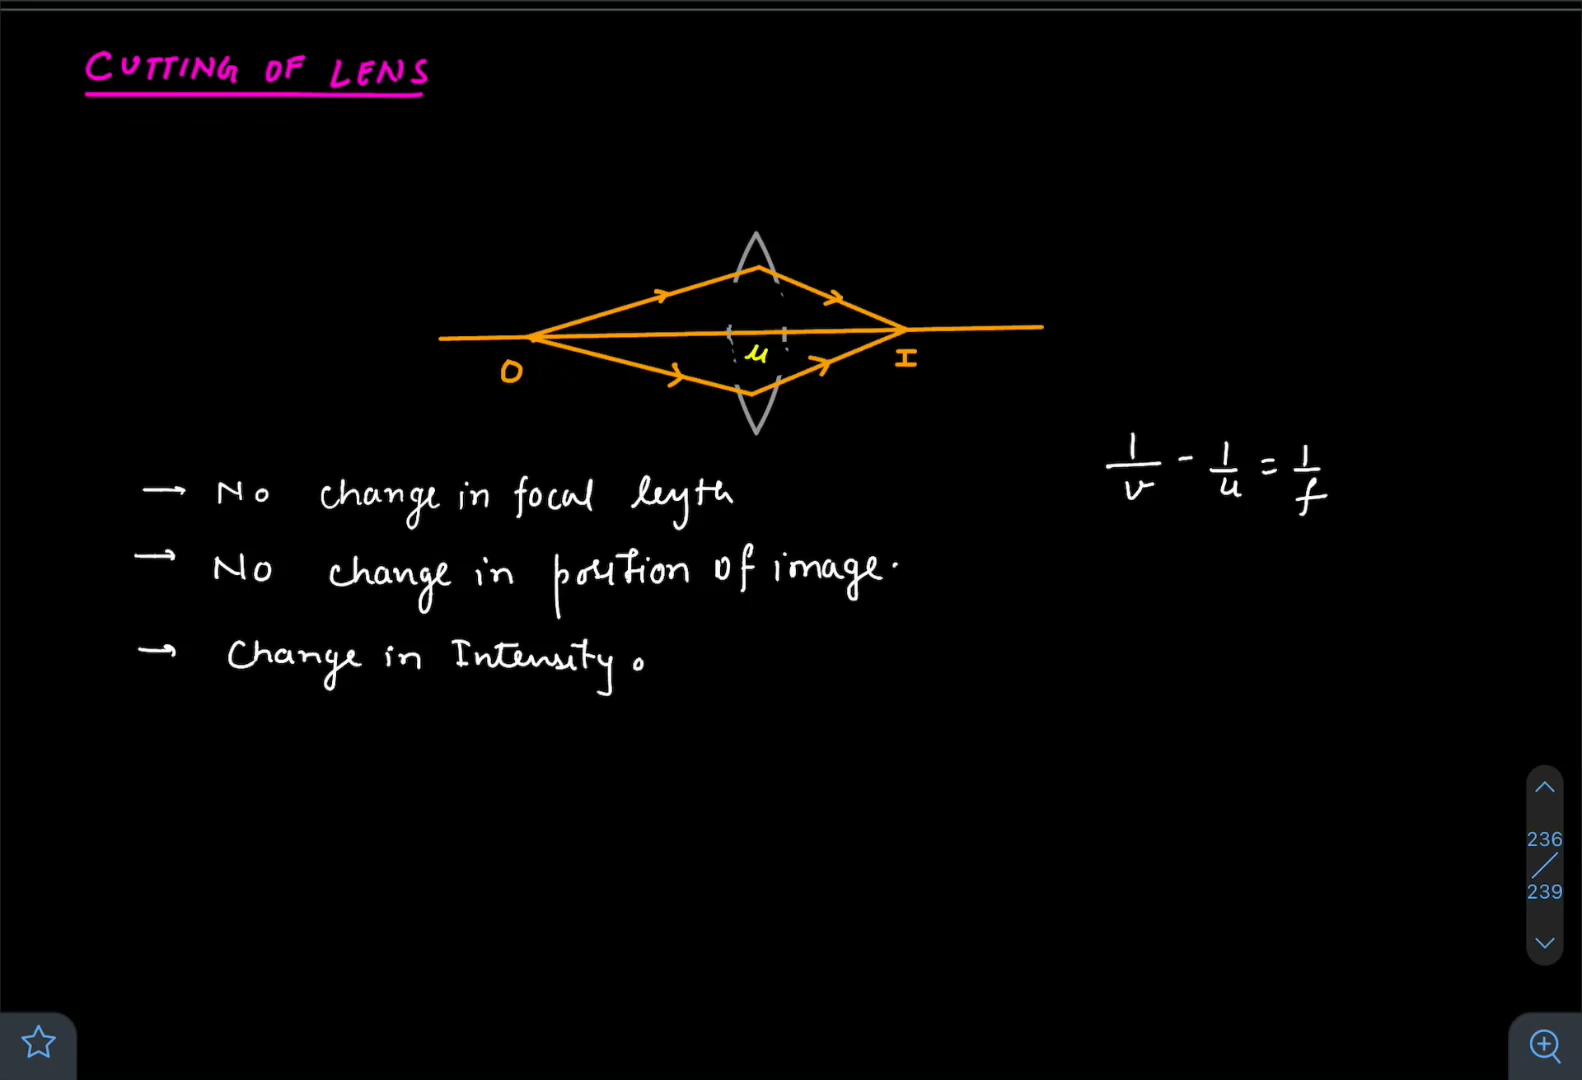 CUTTING OF LENS
μ
O
I
1/v - 1/u = 1/f
→ No change in focal leyth
→ No change in position of image.
→ Change in Intensity.
236
239